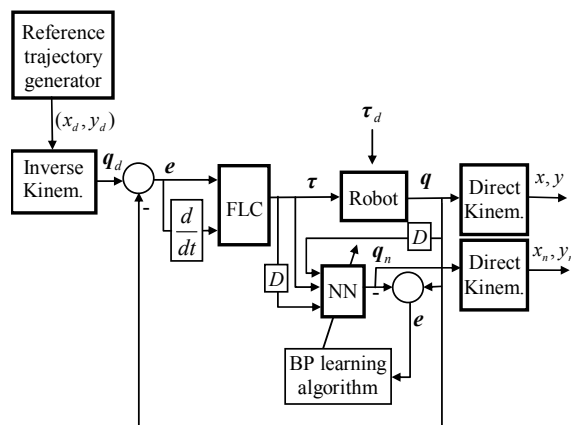 Reference
trajectory
generator
(x_d, y_d)
Inverse
Kinem.
q_d
e
-
d
dt
FLC
τ
τ_d
Robot
q
Direct
Kinem.
x, y
D
D
NN
q_n
-
e
Direct
Kinem.
x_n, y_n
BP learning
algorithm